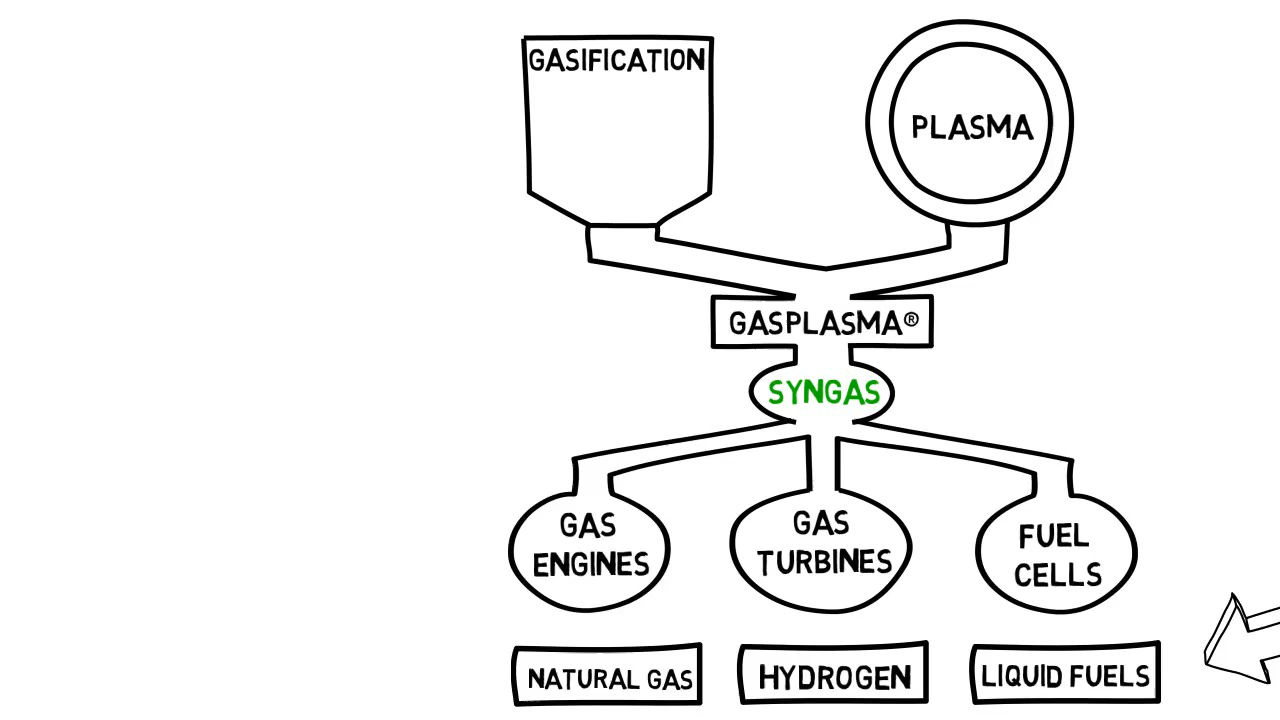 GASIFICATION
PLASMA
GASPLASMA®
SYNGAS
GAS
ENGINES
GAS
TURBINES
FUEL
CELLS
NATURAL GAS
HYDROGEN
LIQUID FUELS